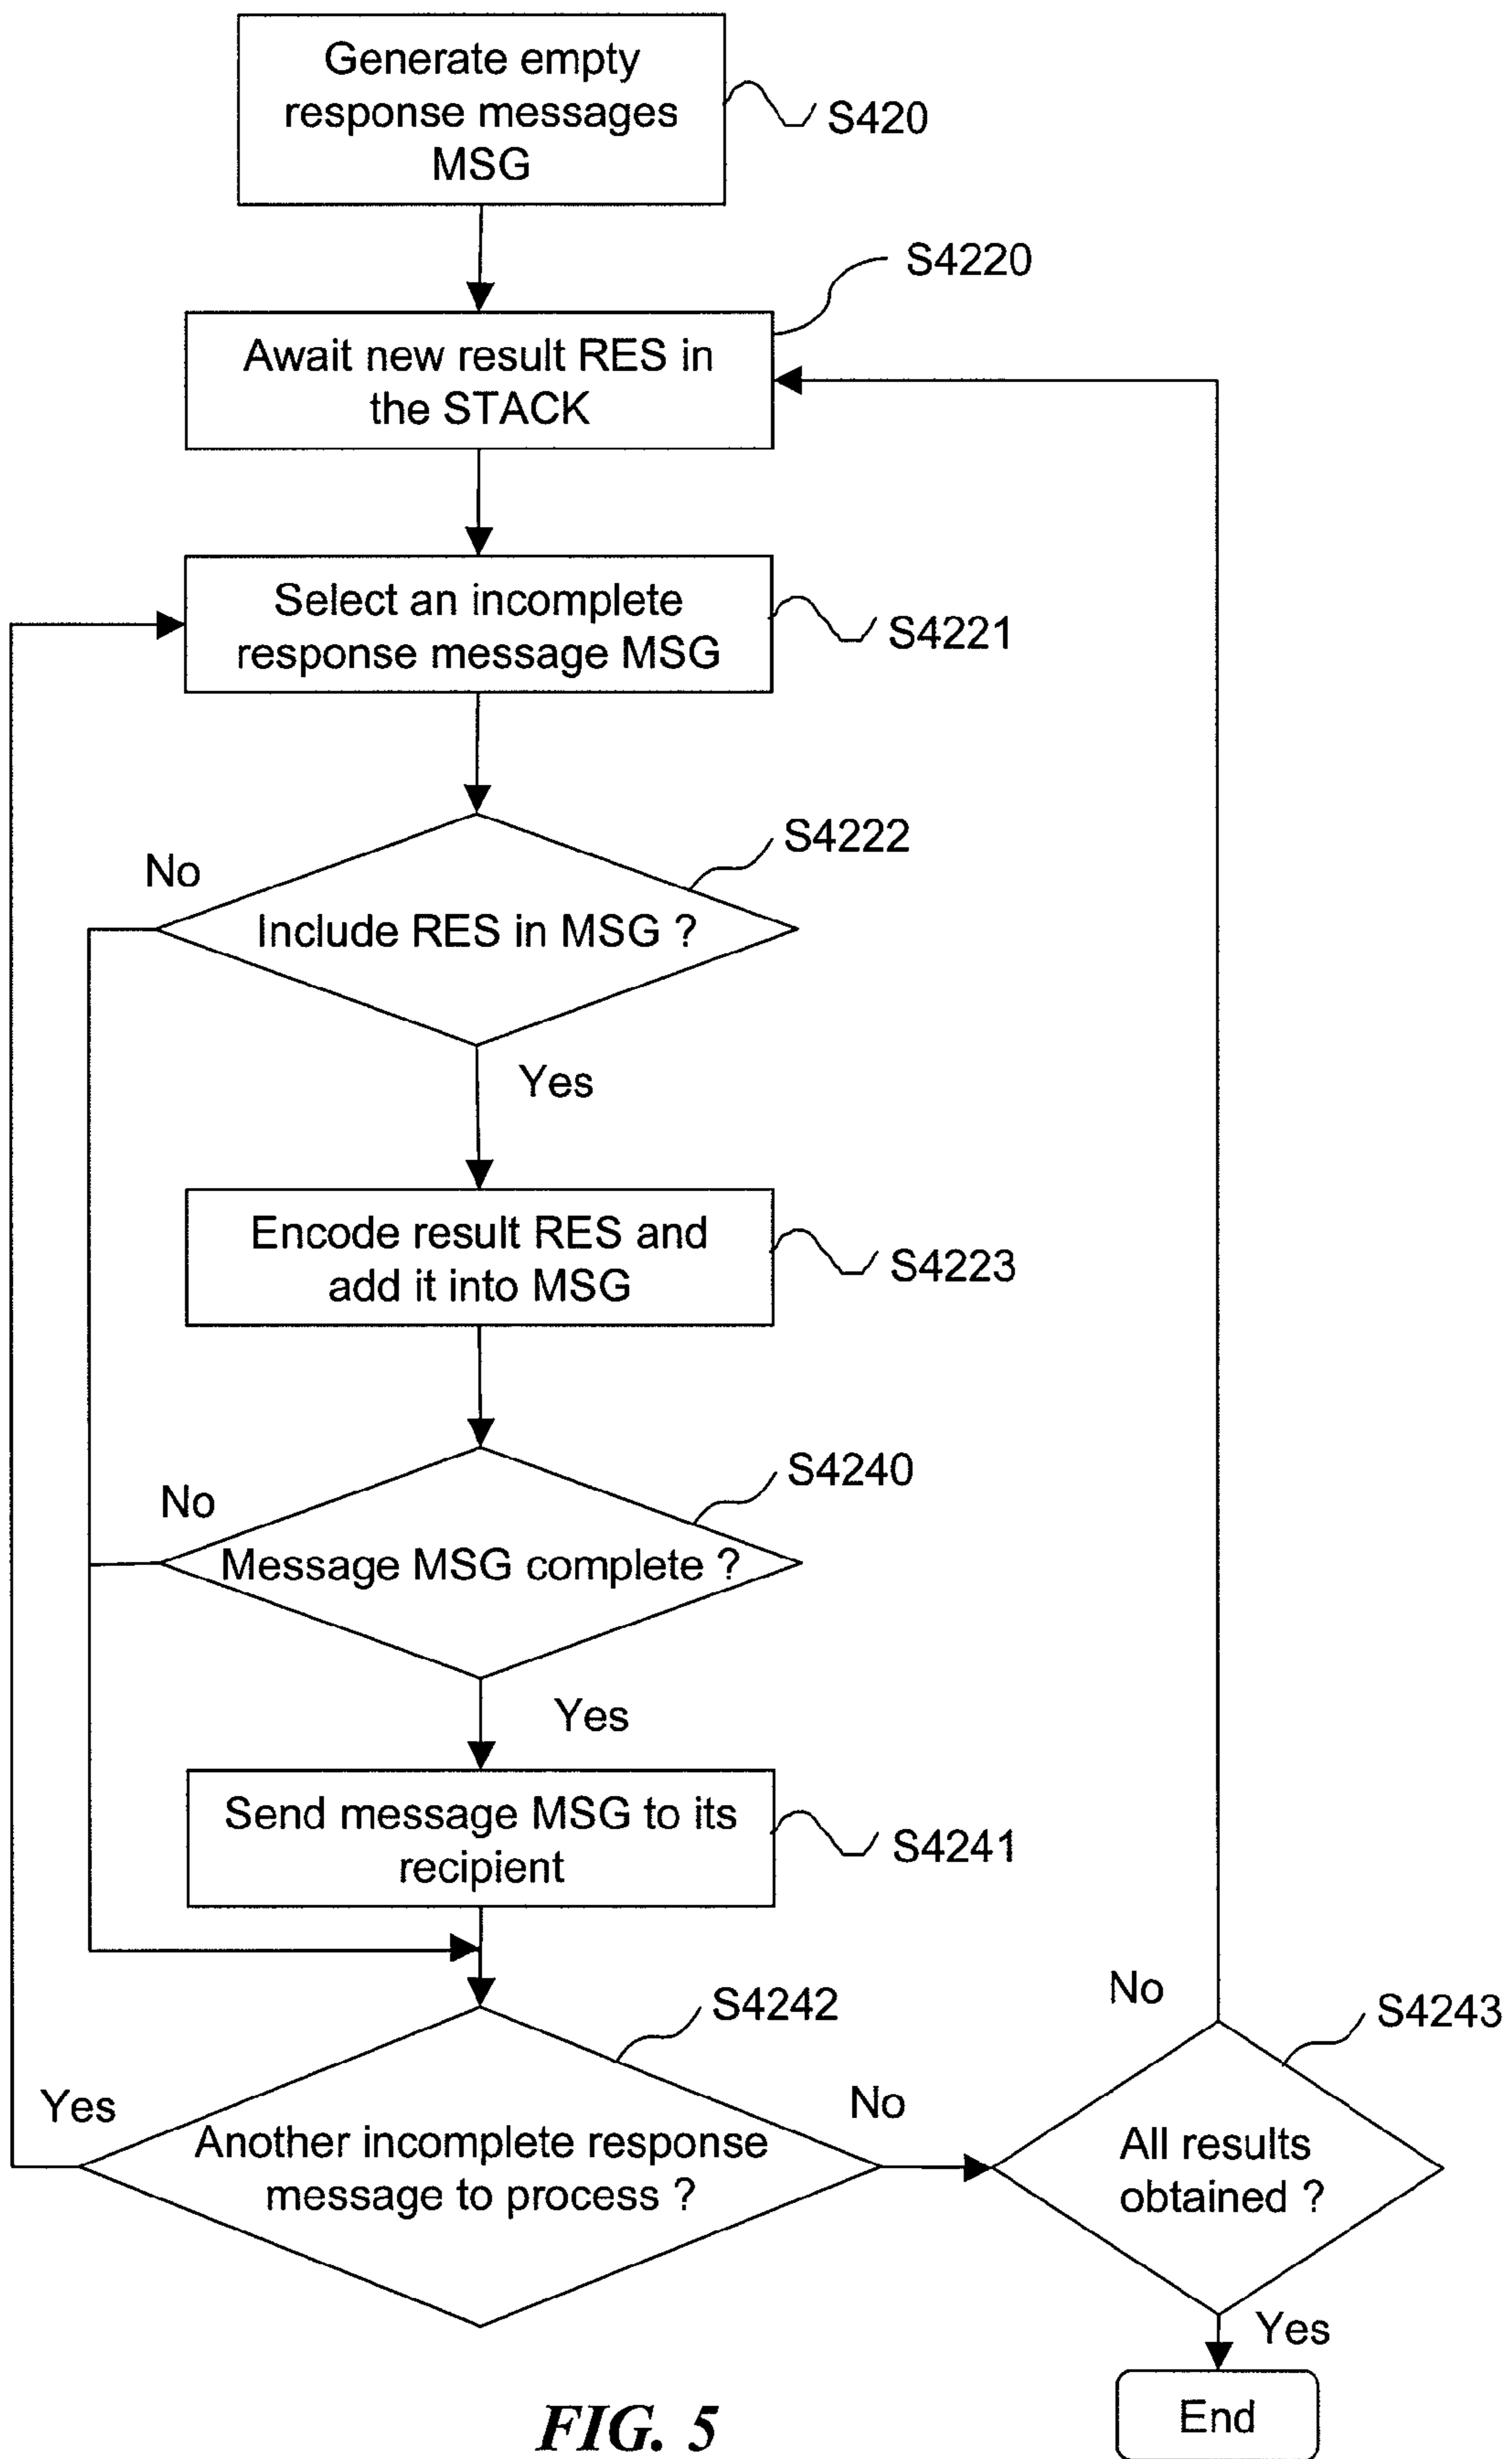 Generate empty
response messages
MSG
S420
S4220
Await new result RES in
the STACK
Select an incomplete
response message MSG
S4221
S4222
No
Include RES in MSG ?
Yes
Encode result RES and
add it into MSG
S4223
S4240
No
Message MSG complete ?
Yes
Send message MSG to its
recipient
S4241
S4242
No
S4243
Yes
No
Another incomplete response
message to process ?
All results
obtained ?
Yes
End
FIG. 5